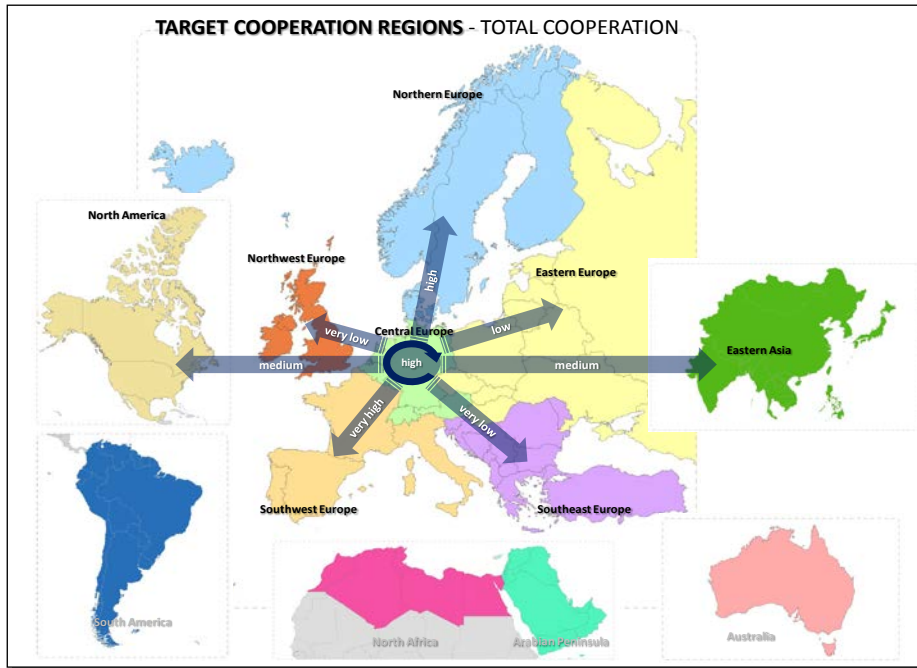 TARGET COOPERATION REGIONS - TOTAL COOPERATION
Northern Europe
North America
Northwest Europe
Eastern Europe
high
very low
Central Europe
low
Eastern Asia
medium
high
medium
very high
very low
Southwest Europe
Southeast Europe
South America
North Africa
Arabian Peninsula
Australia